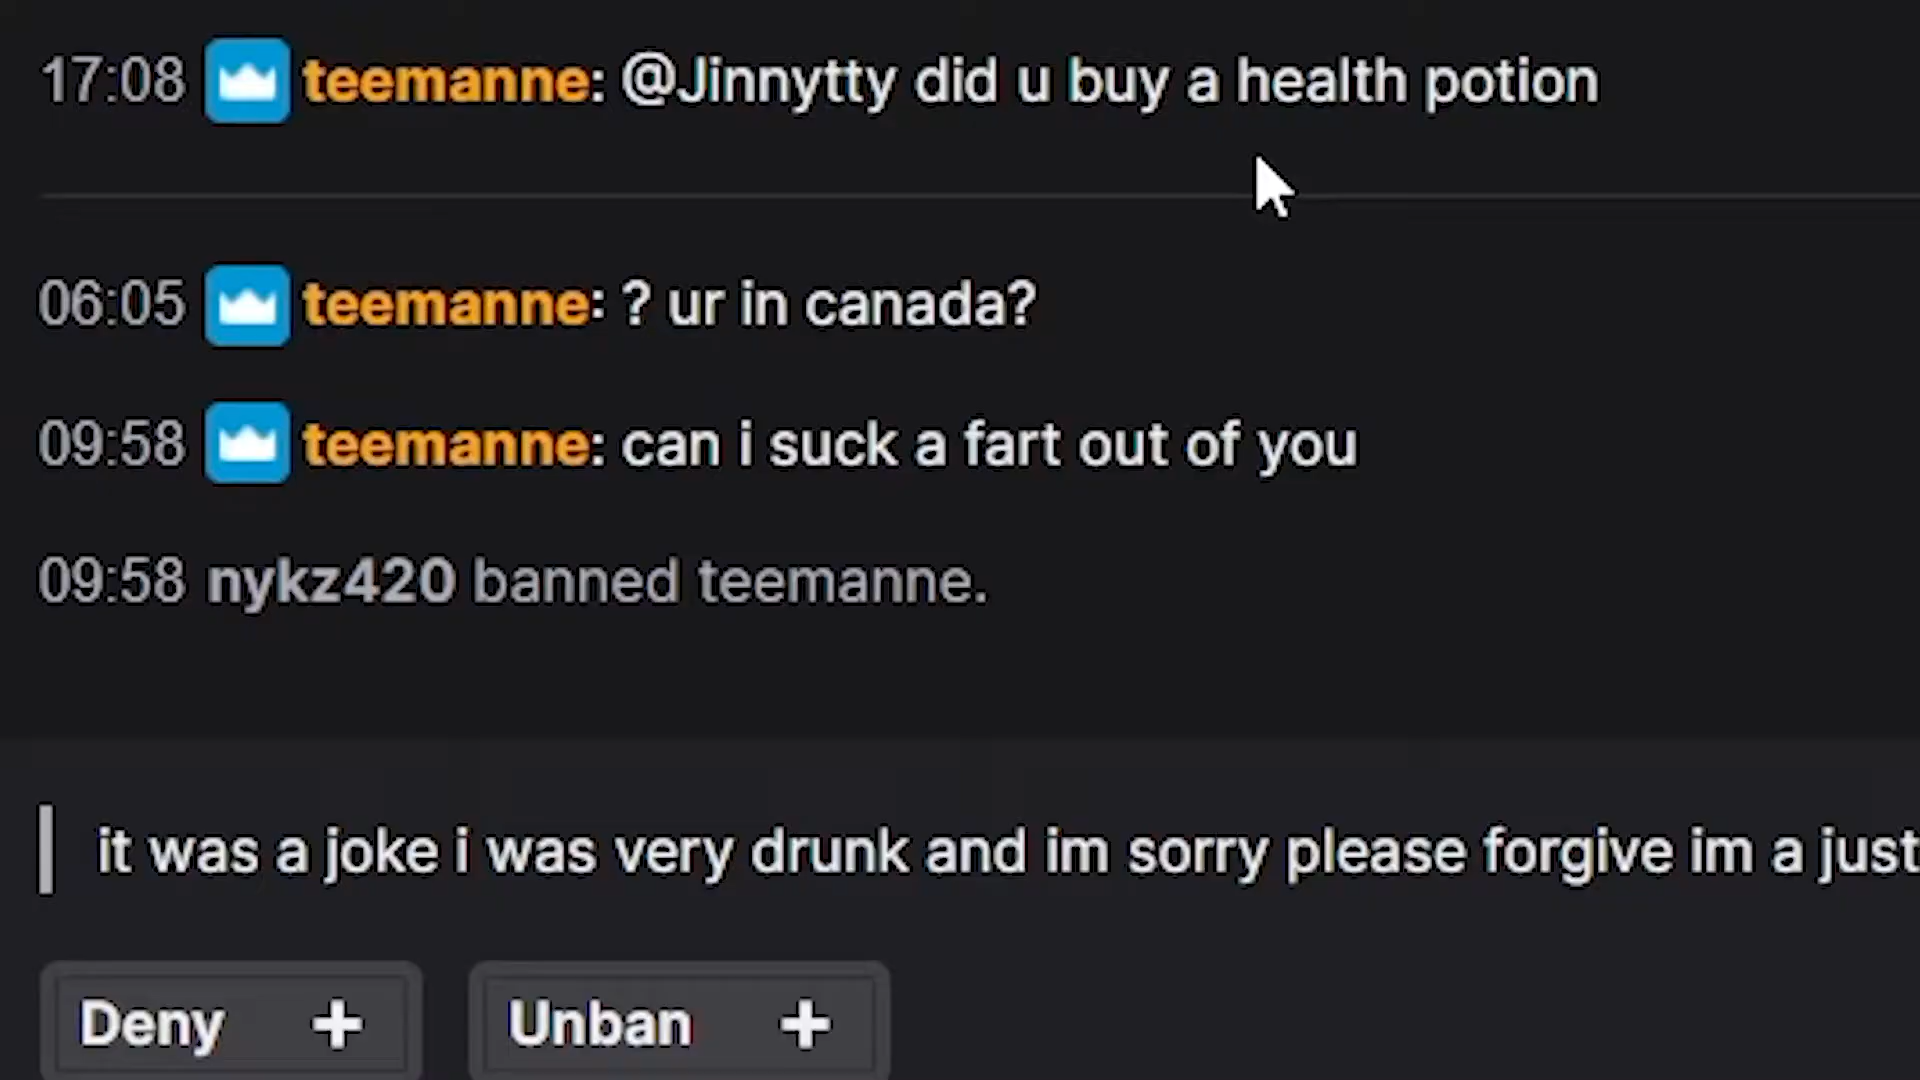 17:08 teemanne: @Jinnytty did u buy a health potion
06:05 teemanne: ? ur in canada?
09:58 teemanne: can i suck a fart out of you
09:58 nykz420 banned teemanne.
it was a joke i was very drunk and im sorry please forgive im a just
Deny +
Unban +